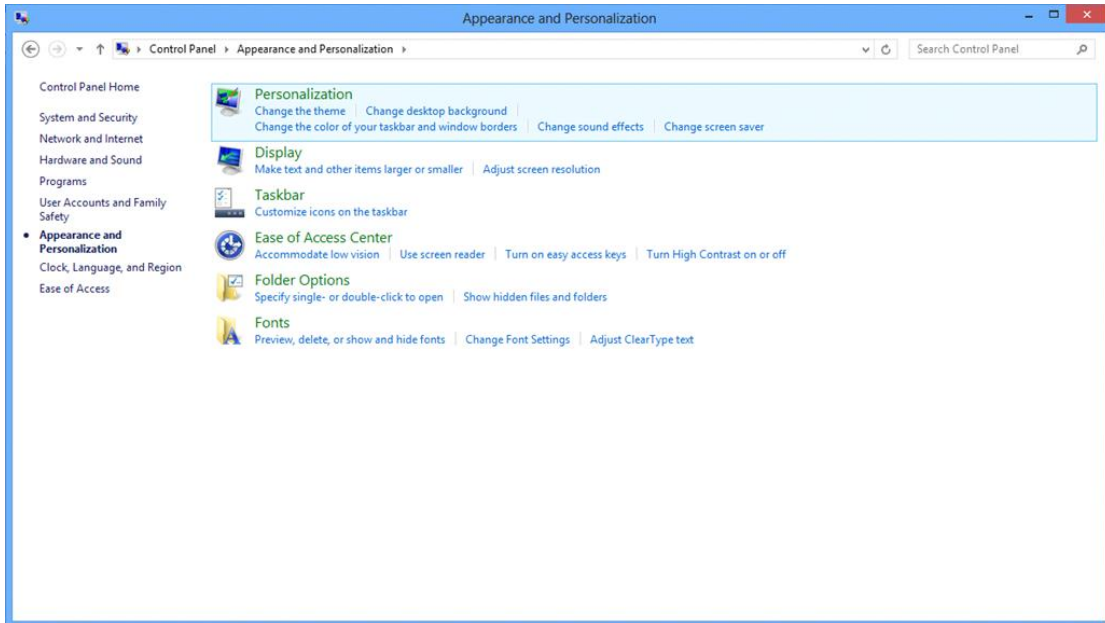 Appearance and Personalization
Control Panel Appearance and Personalization
Search Control Panel
Control Panel Home
System and Security
Network and Internet
Hardware and Sound
Programs
User Accounts and Family
Safety
Appearance and
Personalization
Clock, Language, and Region
Ease of Access
Personalization
Change the theme Change desktop background
Change the color of your taskbar and window borders Change sound effects Change screen saver
Display
Make text and other items larger or smaller Adjust screen resolution
Taskbar
Customize icons on the taskbar
Ease of Access Center
Accommodate low vision Use screen reader Turn on easy access keys Turn High Contrast on or off
Folder Options
Specify single- or double-click to open Show hidden files and folders
Fonts
Preview, delete, or show and hide fonts Change Font Settings Adjust ClearType text